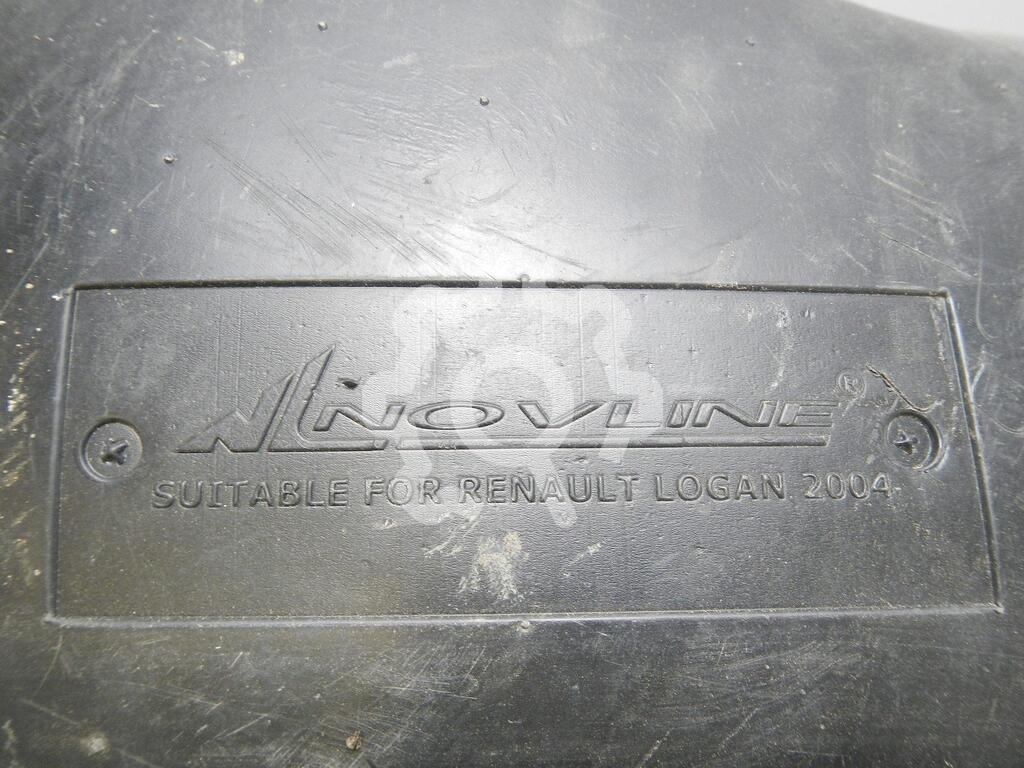 NOVLINE®
SUITABLE FOR RENAULT LOGAN 2004-